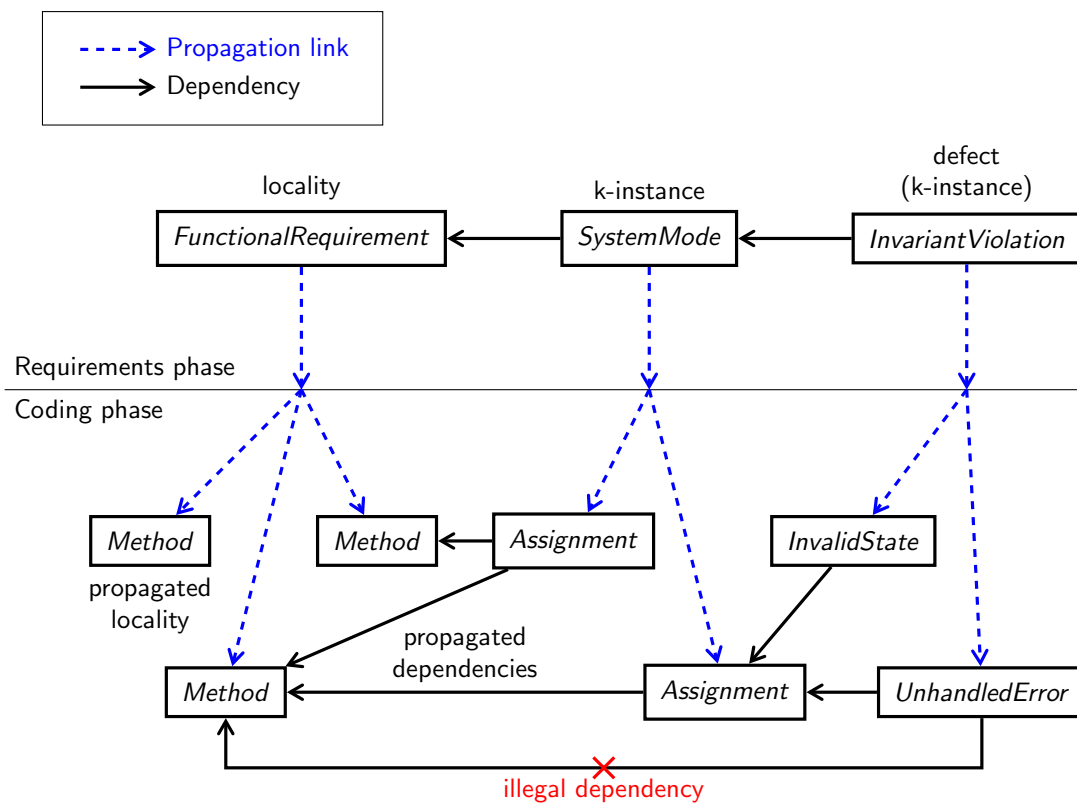 Propagation link
Dependency
locality
k-instance
defect
(k-instance)
FunctionalRequirement
SystemMode
InvariantViolation
Requirements phase
Coding phase
Method
Method
Assignment
InvalidState
propagated
locality
propagated
dependencies
Method
Assignment
UnhandledError
illegal dependency